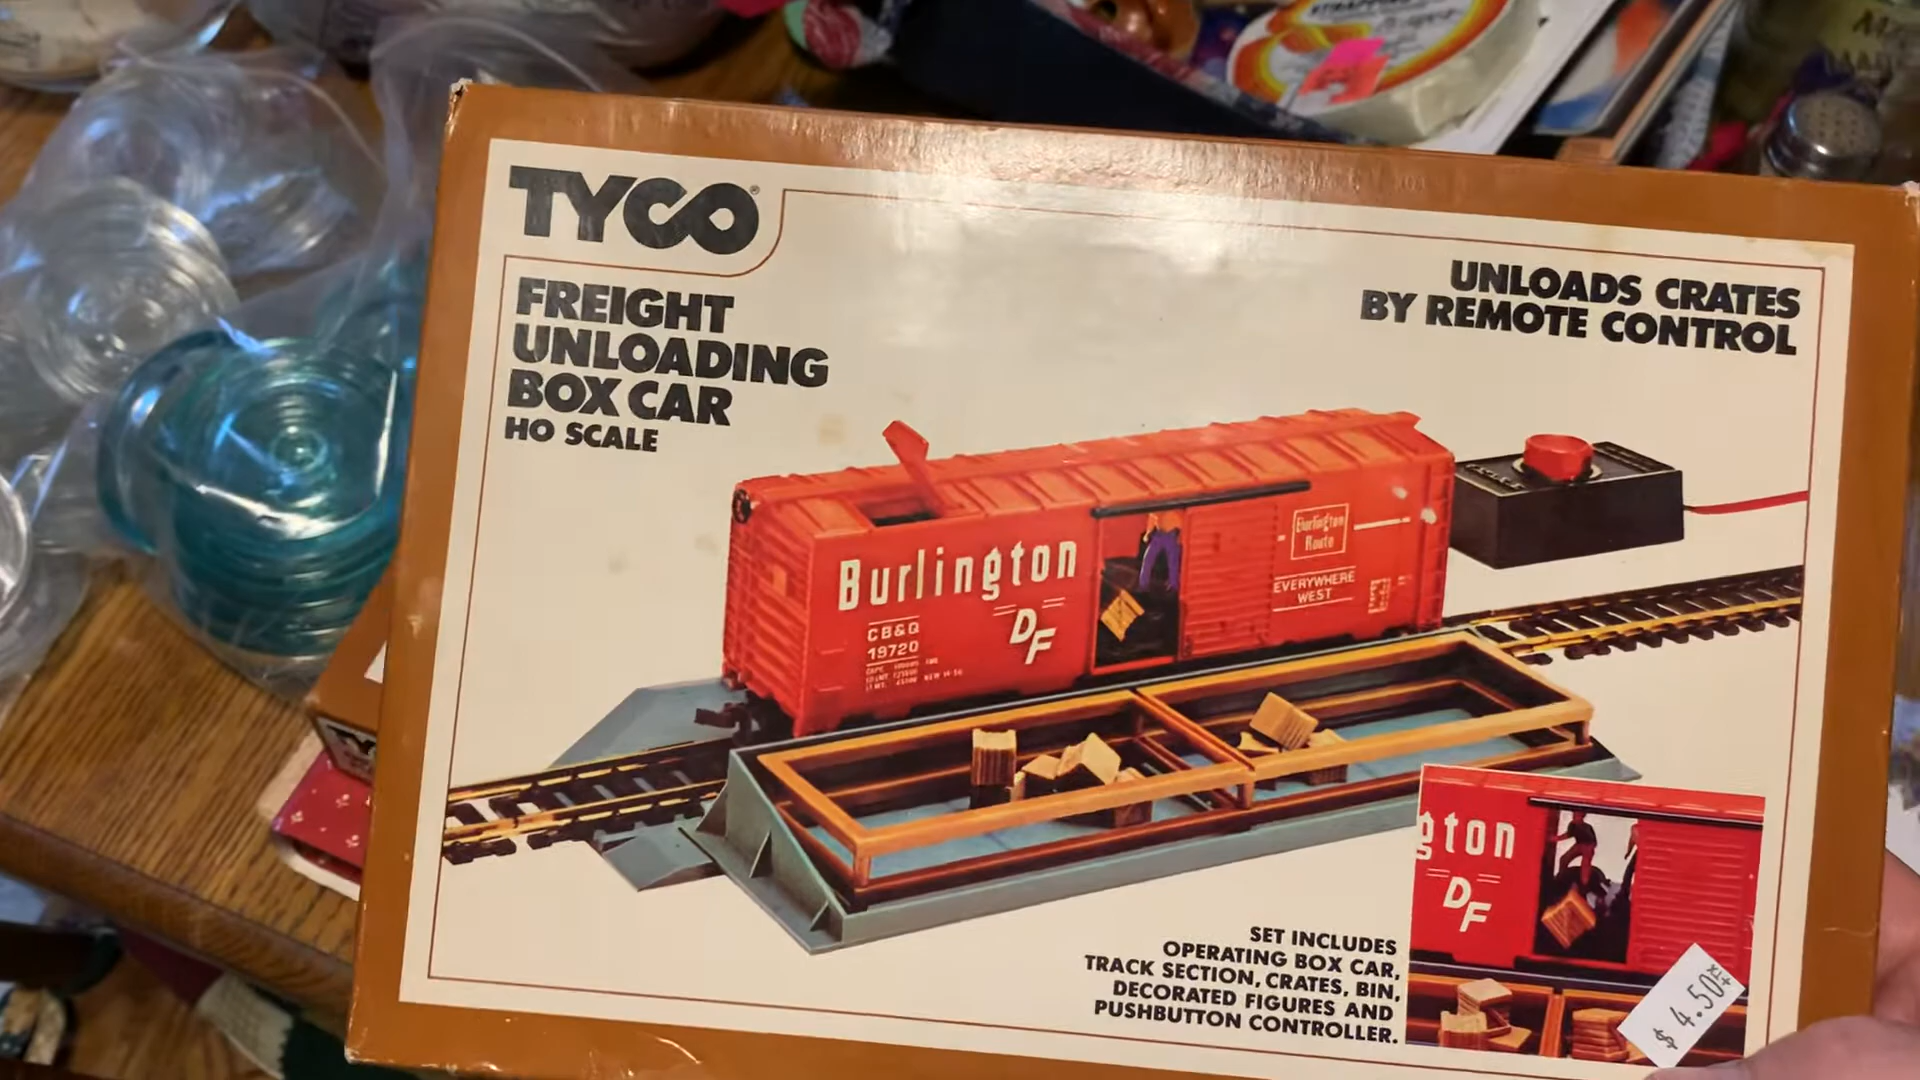 TYCO®
FREIGHT
UNLOADING
BOX CAR
HO SCALE
UNLOADS CRATES
BY REMOTE CONTROL
Burlington
CB&Q
19720
DF
Burlington
Route
EVERYWHERE
WEST
gton
DF
SET INCLUDES
OPERATING BOX CAR,
TRACK SECTION, CRATES, BIN,
DECORATED FIGURES AND
PUSHBUTTON CONTROLLER.
$ 4.50